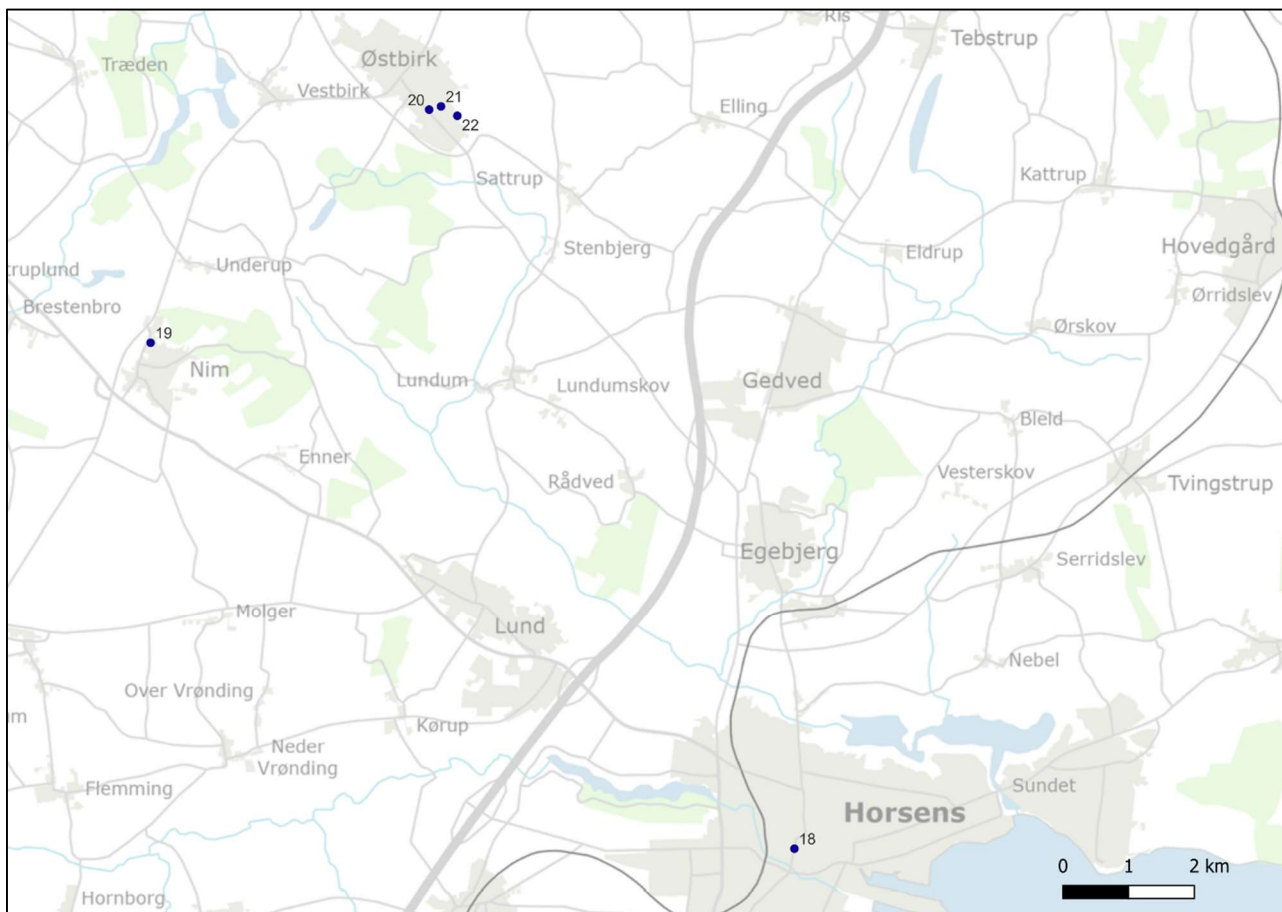 Ris
Tebstrup
Østbirk
Træden
Vestbirk
20
21
22
Elling
Sattrup
Kattrup
Stenbjerg
Eldrup
Hovedgård
Underup
truplund
Ørridslev
Brestenbro
19
Ørskov
Nim
Lundum
Lundumskov
Gedved
Bleld
Enner
Rådved
Vesterskov
Tvingstrup
Egebjerg
Serridslev
Molger
Lund
Nebel
Over Vrønding
m
Kørup
Neder
Vrønding
Flemming
Sundet
Horsens
18
0 1 2 km
Hornborg